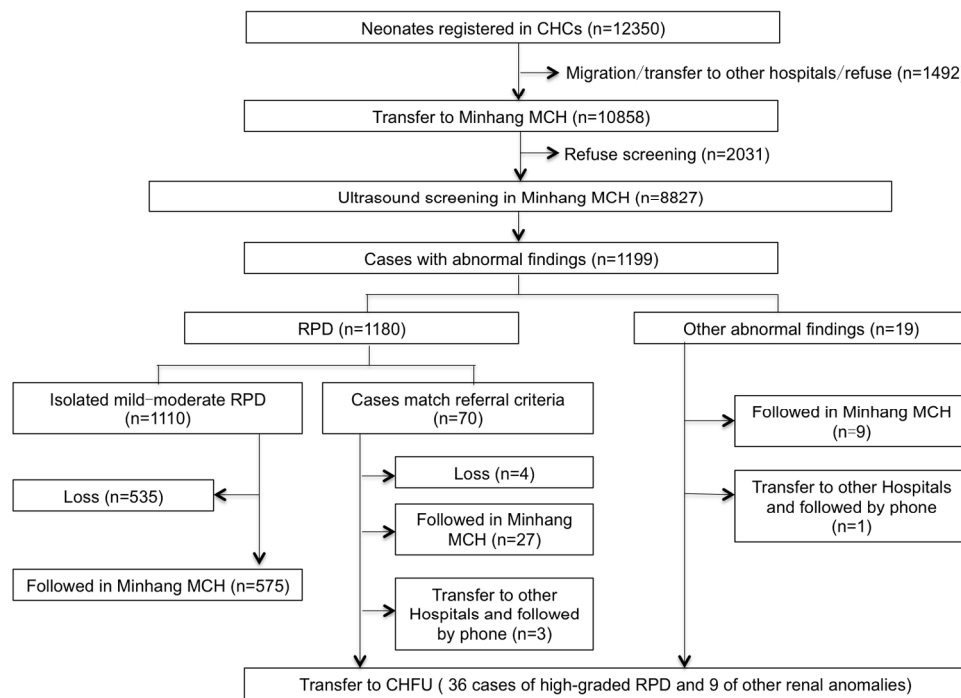 Neonates registered in CHCs (n=12350)
Migration/transfer to other hospitals/refuse (n=1492
Transfer to Minhang MCH (n=10858)
Refuse screening (n=2031)
Ultrasound screening in Minhang MCH (n=8827)
Cases with abnormal findings (n=1199)
RPD (n=1180)
Other abnormal findings (n=19)
Isolated mild-moderate RPD
(n=1110)
Cases match referral criteria
(n=70)
Followed in Minhang MCH
(n=9)
Loss (n=4)
Loss (n=535)
Transfer to other Hospitals
and followed by phone
(n=1)
Followed in Minhang
MCH (n=27)
Followed in Minhang MCH (n=575)
Transfer to other
Hospitals and followed
by phone (n=3)
Transfer to CHFU ( 36 cases of high-graded RPD and 9 of other renal anomalies)